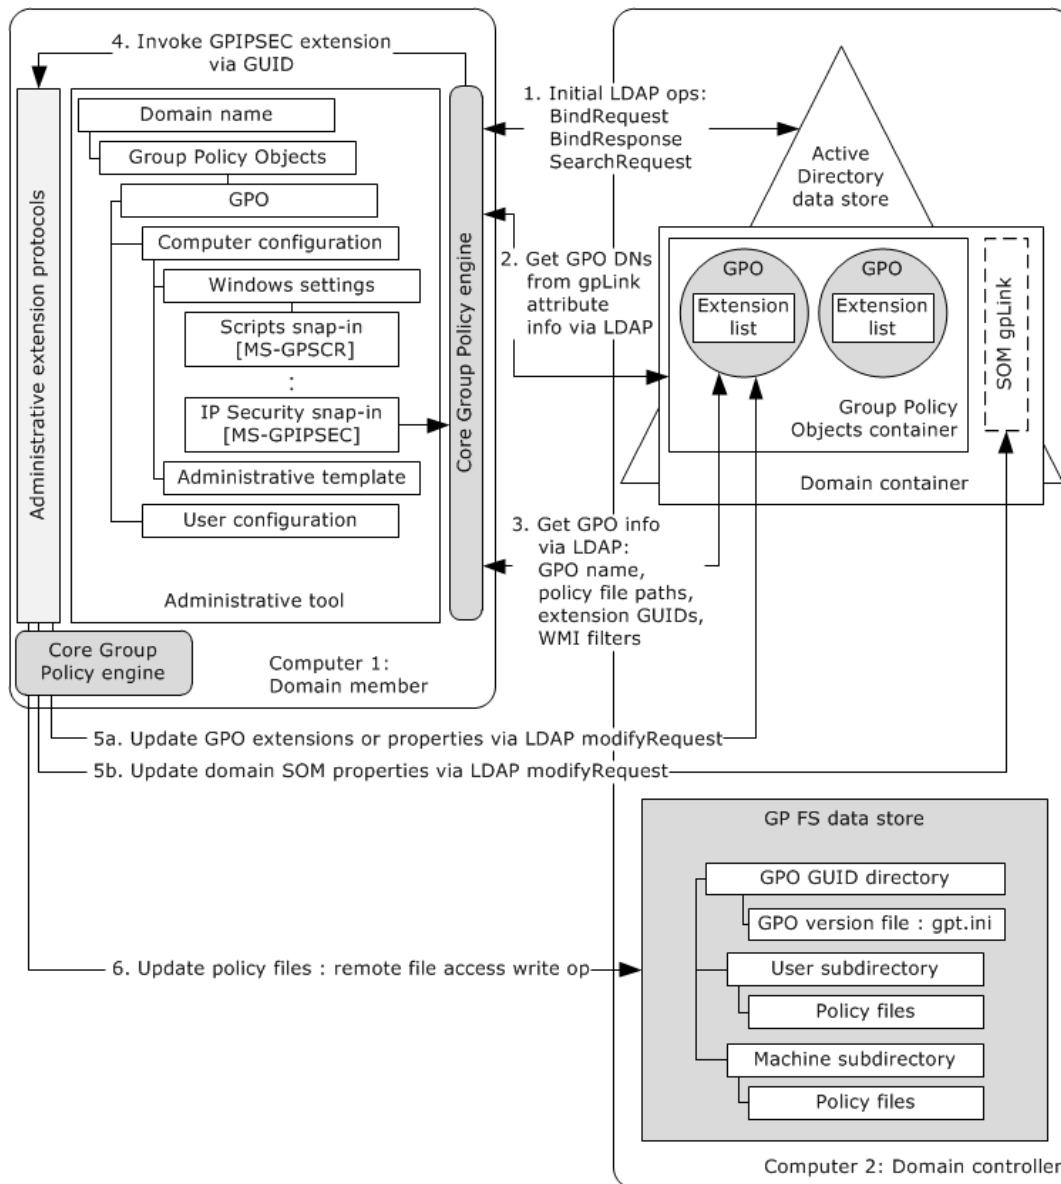 4. Invoke GPIPSEC extension
via GUID
Administrative extension protocols
Domain name
Group Policy Objects
GPO
Computer configuration
Windows settings
Scripts snap-in
[MS-GPSCR]
:
IP Security snap-in
[MS-GPIPSEC]
Administrative template
User configuration
Administrative tool
Core Group Policy engine
Core Group
Policy engine
Computer 1:
Domain member
1. Initial LDAP ops:
BindRequest
BindResponse
SearchRequest
2. Get GPO DNs
from gpLink
attribute
info via LDAP
3. Get GPO info
via LDAP:
GPO name,
policy file paths,
extension GUIDs,
WMI filters
Active
Directory
data store
GPO
Extension
list
GPO
Extension
list
SOM gpLink
Group Policy
Objects container
Domain container
5a. Update GPO extensions or properties via LDAP modifyRequest
5b. Update domain SOM properties via LDAP modifyRequest
6. Update policy files : remote file access write op
GP FS data store
GPO GUID directory
GPO version file : gpt.ini
User subdirectory
Policy files
Machine subdirectory
Policy files
Computer 2: Domain controller